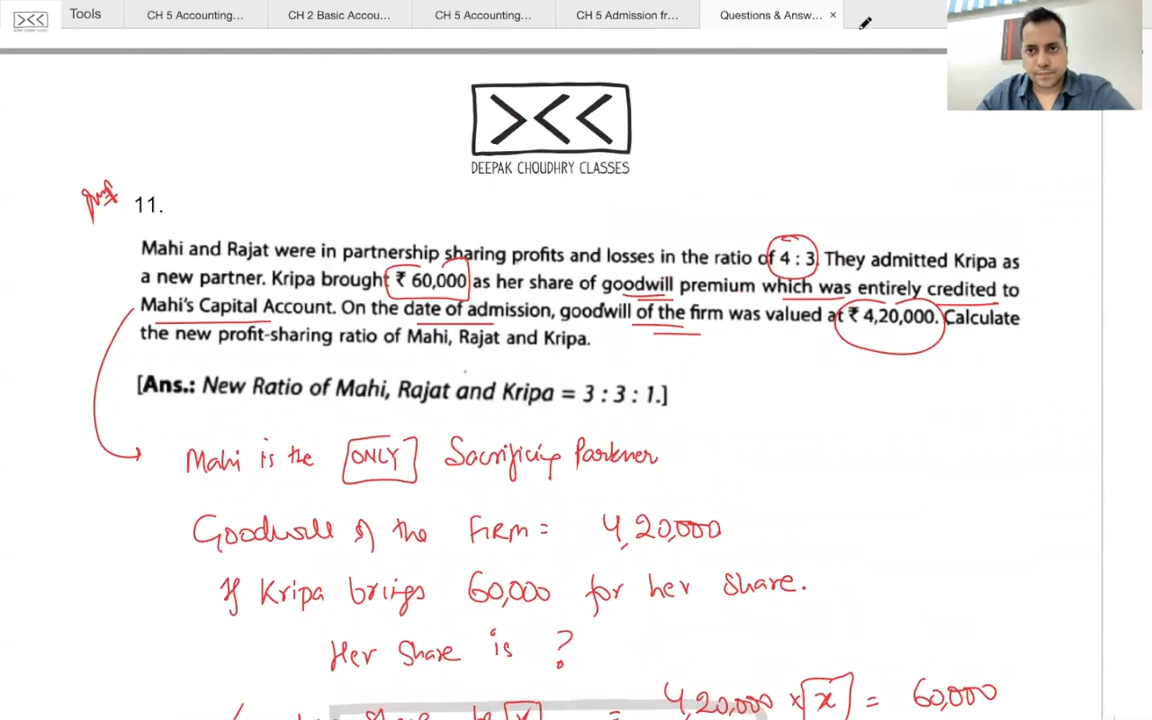 Tools
CH 5 Accounting...
CH 2 Basic Accou...
CH 5 Accounting...
CH 5 Admission fr...
Questions & Answ... ×
DEEPAK CHOUDHRY CLASSES
11.
Mahi and Rajat were in partnership sharing profits and losses in the ratio of 4 : 3. They admitted Kripa as
a new partner. Kripa brought ₹ 60,000 as her share of goodwill premium which was entirely credited to
Mahi's Capital Account. On the date of admission, goodwill of the firm was valued at ₹ 4,20,000. Calculate
the new profit-sharing ratio of Mahi, Rajat and Kripa.
[Ans.: New Ratio of Mahi, Rajat and Kripa = 3 : 3 : 1.]
Mahi is the ONLY Sacrificing Partner
Goodwill of the Firm = 4,20,000
If Kripa brings 60,000 for her share.
Her Share is ?
4,20,000 × x = 60,000